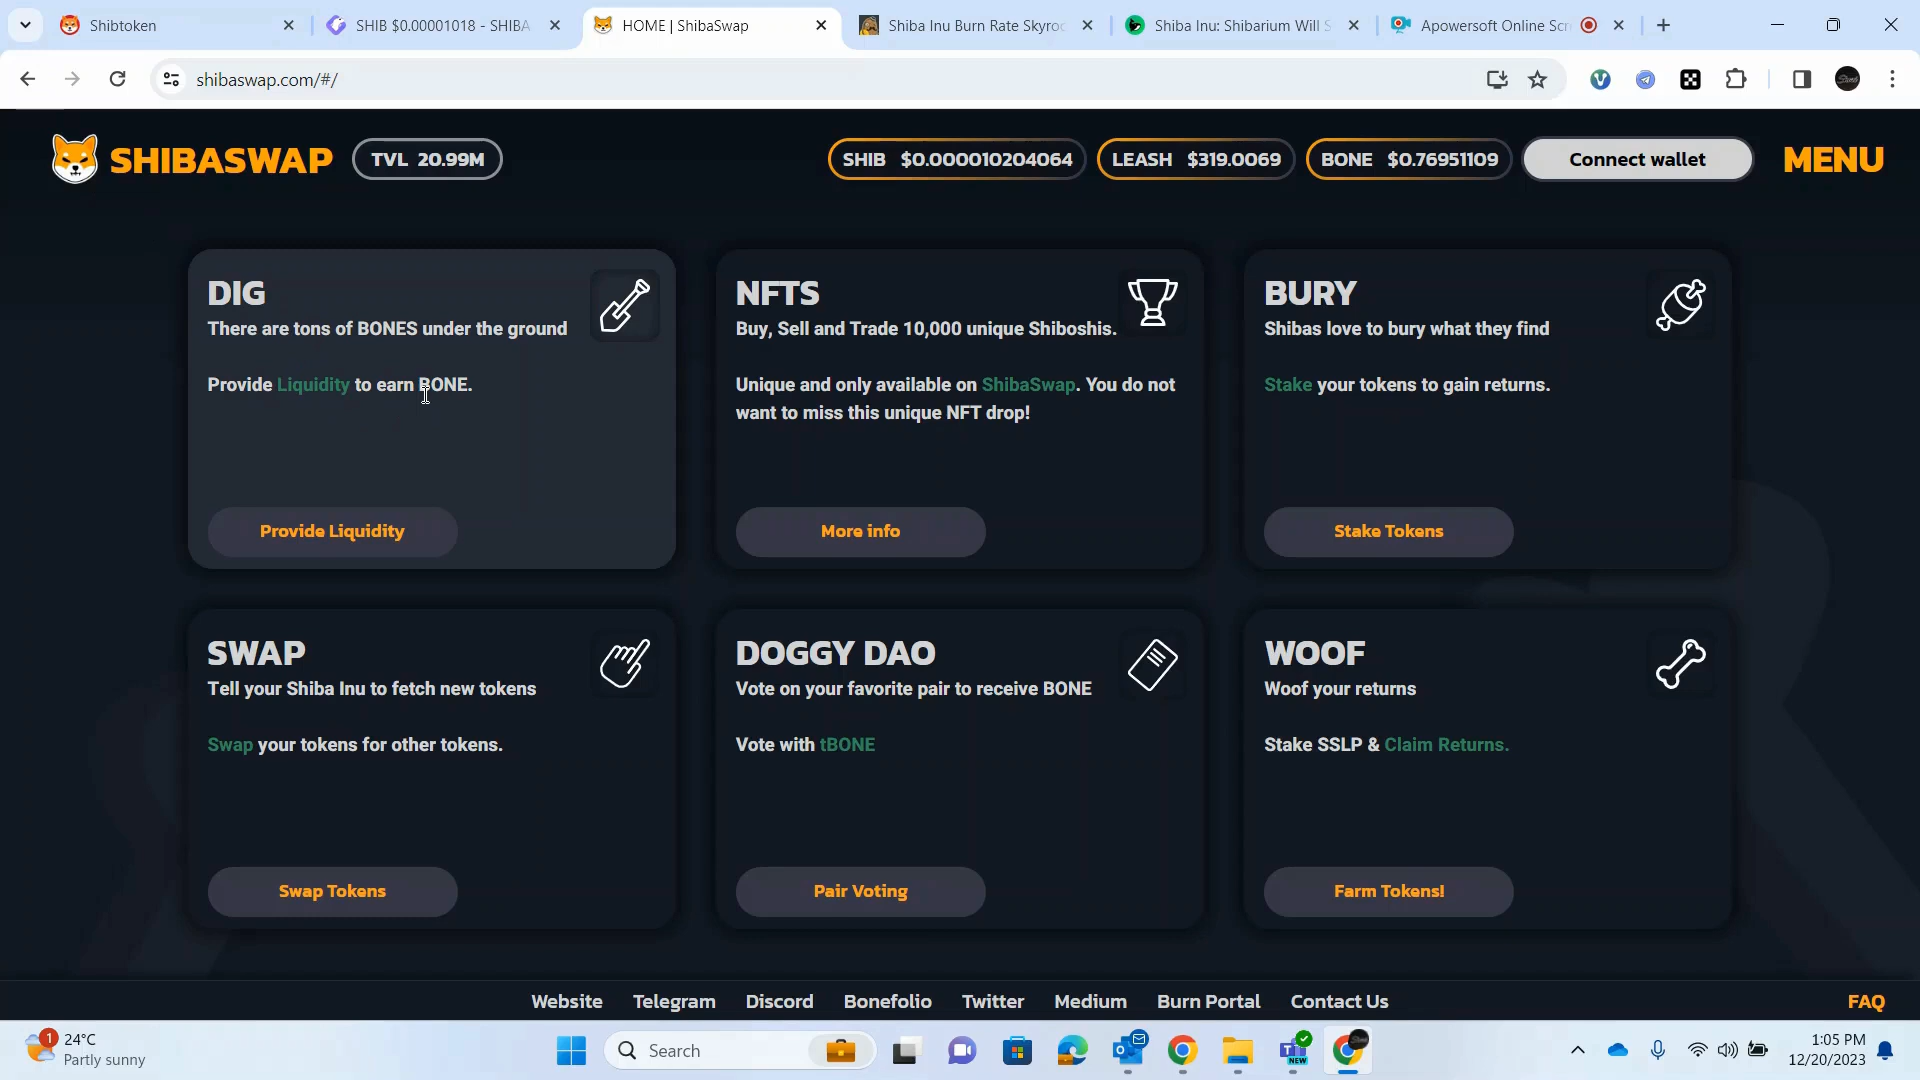 Shibtoken
SHIB $0.00001018 - SHIBA
HOME | ShibaSwap
Shiba Inu Burn Rate Skyroc
Shiba Inu: Shibarium Will S
Apowersoft Online Scr
shibaswap.com/#/
SHIBASWAP
TVL 20.99M
SHIB $0.000010204064
LEASH $319.0069
BONE $0.76951109
Connect wallet
MENU
DIG
There are tons of BONES under the ground
Provide Liquidity to earn BONE.
Provide Liquidity
NFTS
Buy, Sell and Trade 10,000 unique Shiboshis.
Unique and only available on ShibaSwap. You do not
want to miss this unique NFT drop!
More info
BURY
Shibas love to bury what they find
Stake your tokens to gain returns.
Stake Tokens
SWAP
Tell your Shiba Inu to fetch new tokens
Swap your tokens for other tokens.
Swap Tokens
DOGGY DAO
Vote on your favorite pair to receive BONE
Vote with tBONE
Pair Voting
WOOF
Woof your returns
Stake SSLP & Claim Returns.
Farm Tokens!
Website Telegram Discord Bonefolio Twitter Medium Burn Portal Contact Us
FAQ
1
24°C
Partly sunny
Search
NEW
1:05 PM
12/20/2023